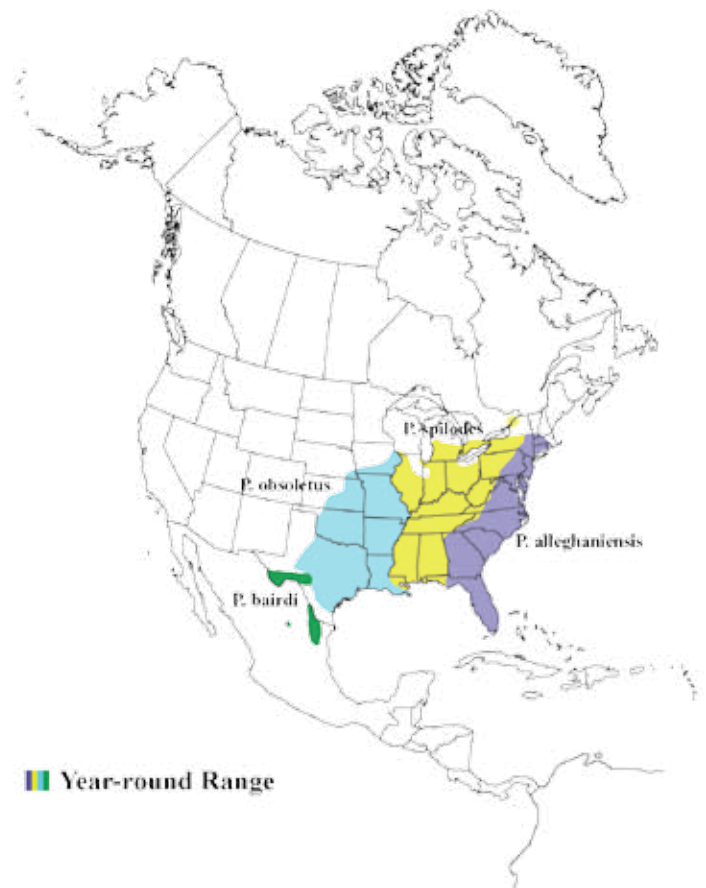 P. spilodes
P. obsoletus
P. alleghaniensis
P. bairdi
Year-round Range